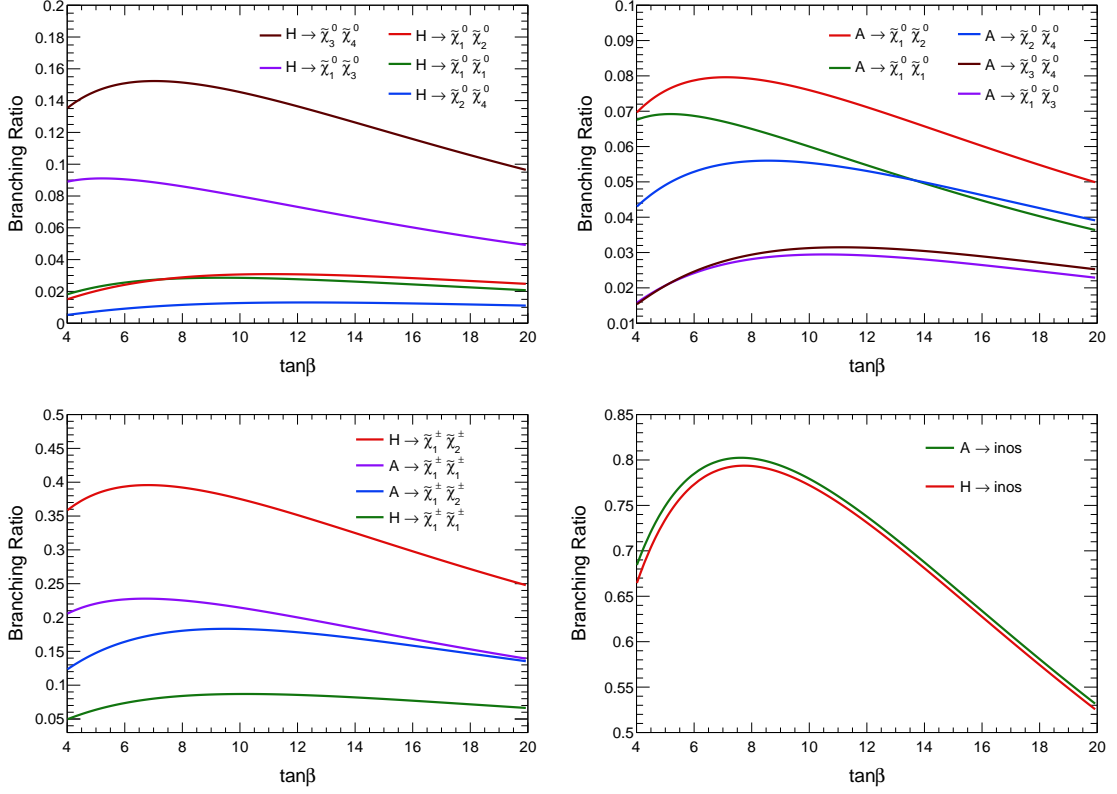 Branching Ratio
0.2
0.18
0.16
0.14
0.12
0.1
0.08
0.06
0.04
0.02
0
H → χ̃₃⁰ χ̃₄⁰
H → χ̃₁⁰ χ̃₃⁰
H → χ̃₁⁰ χ̃₂⁰
H → χ̃₁⁰ χ̃₁⁰
H → χ̃₂⁰ χ̃₄⁰
4 6 8 10 12 14 16 18 20
tanβ
Branching Ratio
0.1
0.09
0.08
0.07
0.06
0.05
0.04
0.03
0.02
0.01
A → χ̃₁⁰ χ̃₂⁰
A → χ̃₁⁰ χ̃₁⁰
A → χ̃₂⁰ χ̃₄⁰
A → χ̃₃⁰ χ̃₄⁰
A → χ̃₁⁰ χ̃₃⁰
4 6 8 10 12 14 16 18 20
tanβ
Branching Ratio
0.5
0.45
0.4
0.35
0.3
0.25
0.2
0.15
0.1
0.05
H → χ̃₁± χ̃₂±
A → χ̃₁± χ̃₁±
A → χ̃₁± χ̃₂±
H → χ̃₁± χ̃₁±
4 6 8 10 12 14 16 18 20
tanβ
Branching Ratio
0.85
0.8
0.75
0.7
0.65
0.6
0.55
0.5
A → inos
H → inos
4 6 8 10 12 14 16 18 20
tanβ